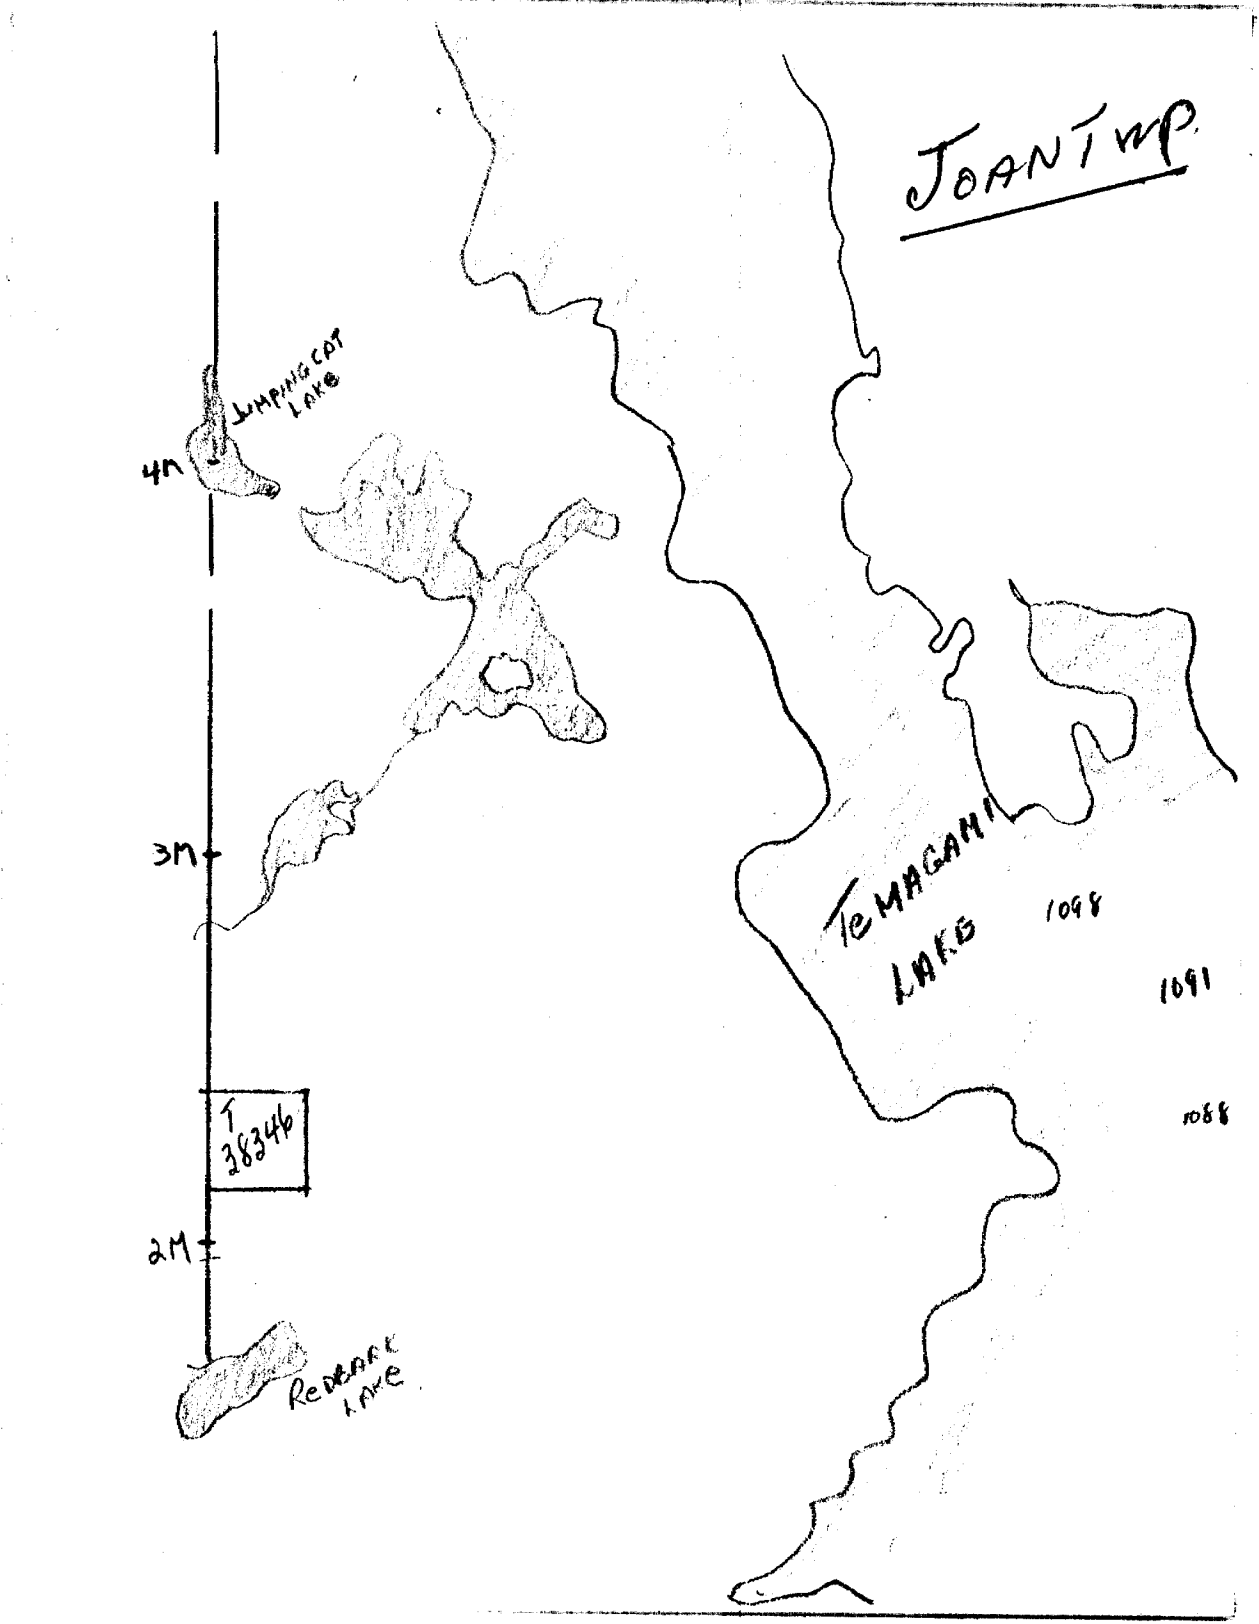 JOAN TWP.
JUMPING CAT
LAKE
4M
3M
TEMAGAMI
LAKE
1098
1091
1088
T
38346
2M
REDBARK
LAKE